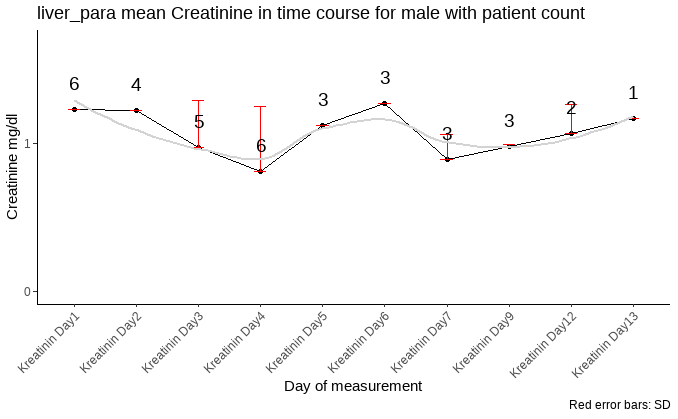 liver_para mean Creatinine in time course for male with patient count
6
4
5
6
3
3
3
3
2
1
Creatinine mg/dl
1
0
Kreatinin Day1
Kreatinin Day2
Kreatinin Day3
Kreatinin Day4
Kreatinin Day5
Kreatinin Day6
Kreatinin Day7
Kreatinin Day9
Kreatinin Day12
Kreatinin Day13
Day of measurement
Red error bars: SD